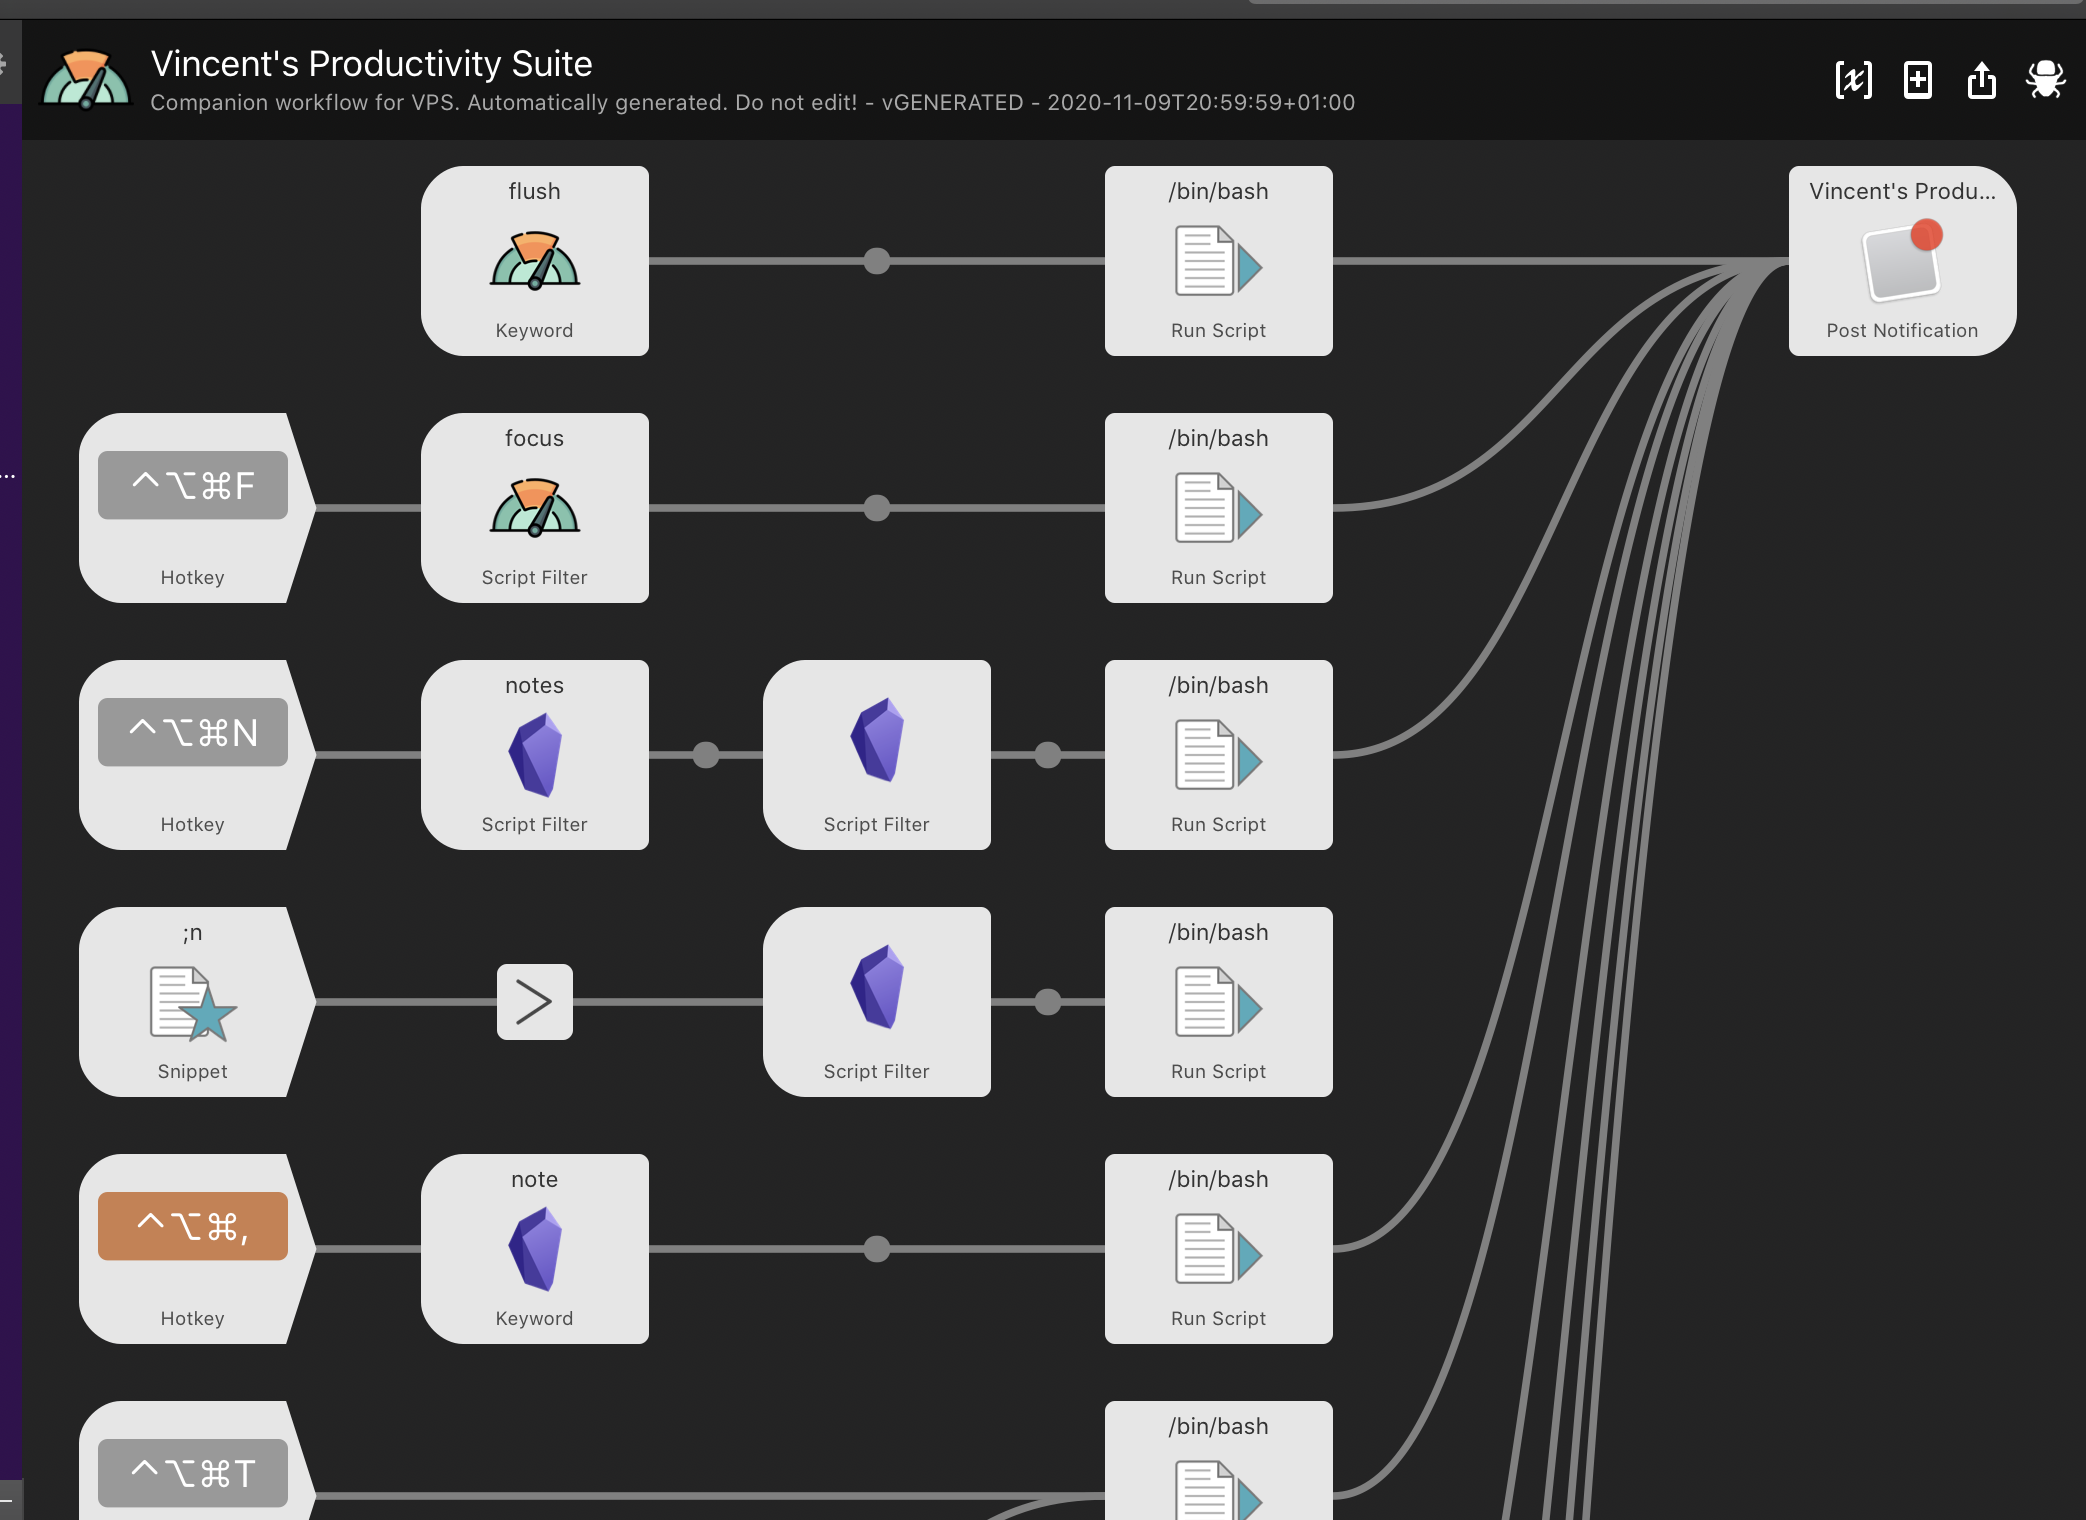 Vincent's Productivity Suite
Companion workflow for VPS. Automatically generated. Do not edit! - vGENERATED - 2020-11-09T20:59:59+01:00
[x]
flush
Keyword
/bin/bash
Run Script
Vincent's Produ...
Post Notification
^⌥⌘F
Hotkey
focus
Script Filter
/bin/bash
Run Script
^⌥⌘N
Hotkey
notes
Script Filter
Script Filter
/bin/bash
Run Script
;n
Snippet
Script Filter
/bin/bash
Run Script
^⌥⌘,
Hotkey
note
Keyword
/bin/bash
Run Script
^⌥⌘T
/bin/bash